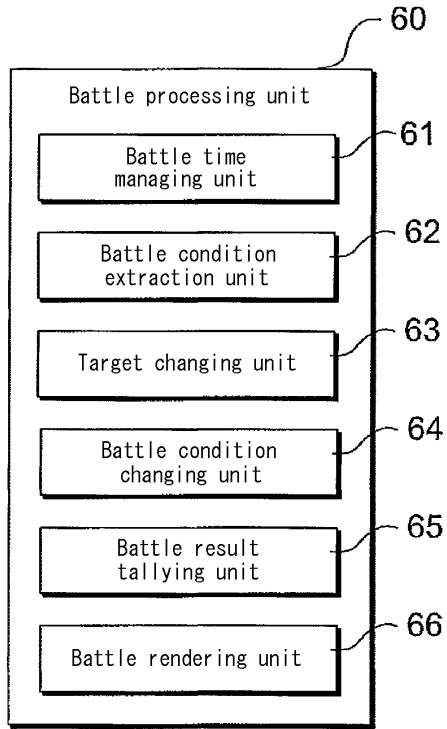 60
Battle processing unit
61
Battle time
managing unit
62
Battle condition
extraction unit
63
Target changing unit
64
Battle condition
changing unit
65
Battle result
tallying unit
66
Battle rendering unit